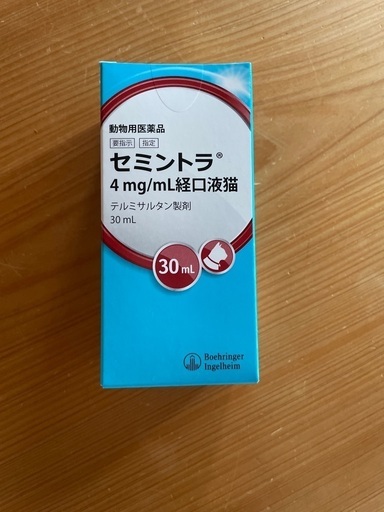 動物用医薬品
要指示 指定
セミントラ®
4 mg/mL経口液猫
テルミサルタン製剤
30 mL
30 mL
Boehringer
Ingelheim